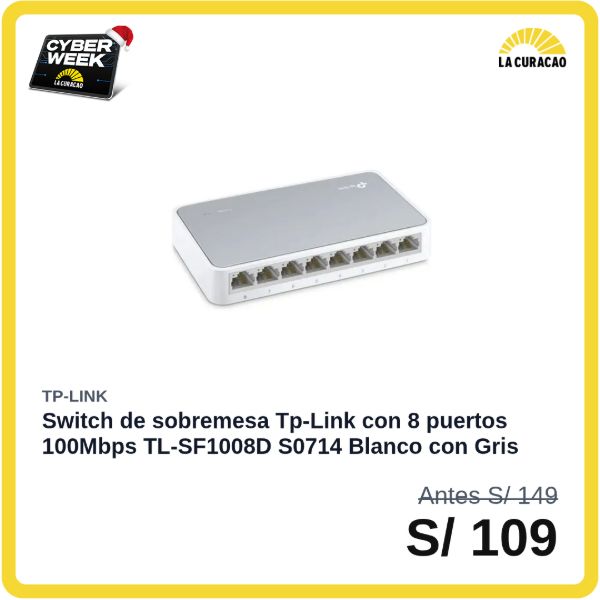 CYBER
WEEK
LA CURACAO
LA CURACAO
TP-LINK
Switch de sobremesa Tp-Link con 8 puertos
100Mbps TL-SF1008D S0714 Blanco con Gris
Antes S/ 149
S/ 109